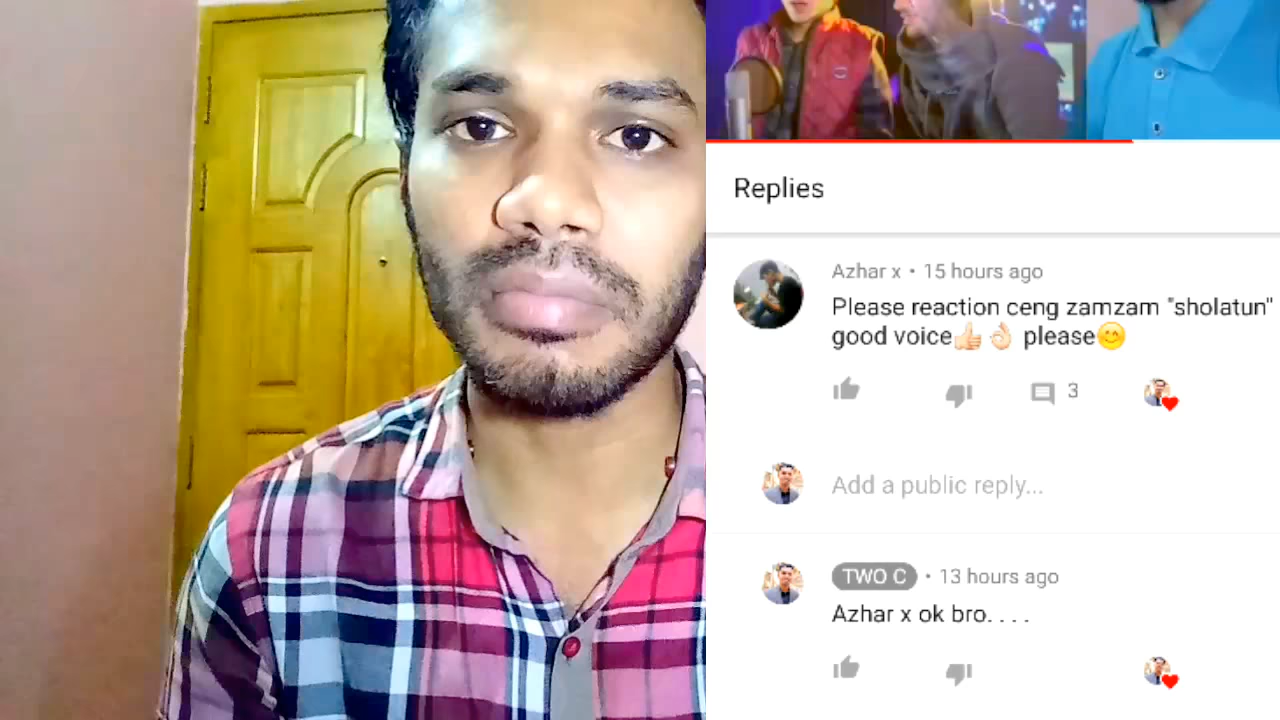 Replies
Azhar x • 15 hours ago
Please reaction ceng zamzam "sholatun"
good voice👍🏻👌🏻 please😊
3
Add a public reply...
TWO C • 13 hours ago
Azhar x ok bro. . . .